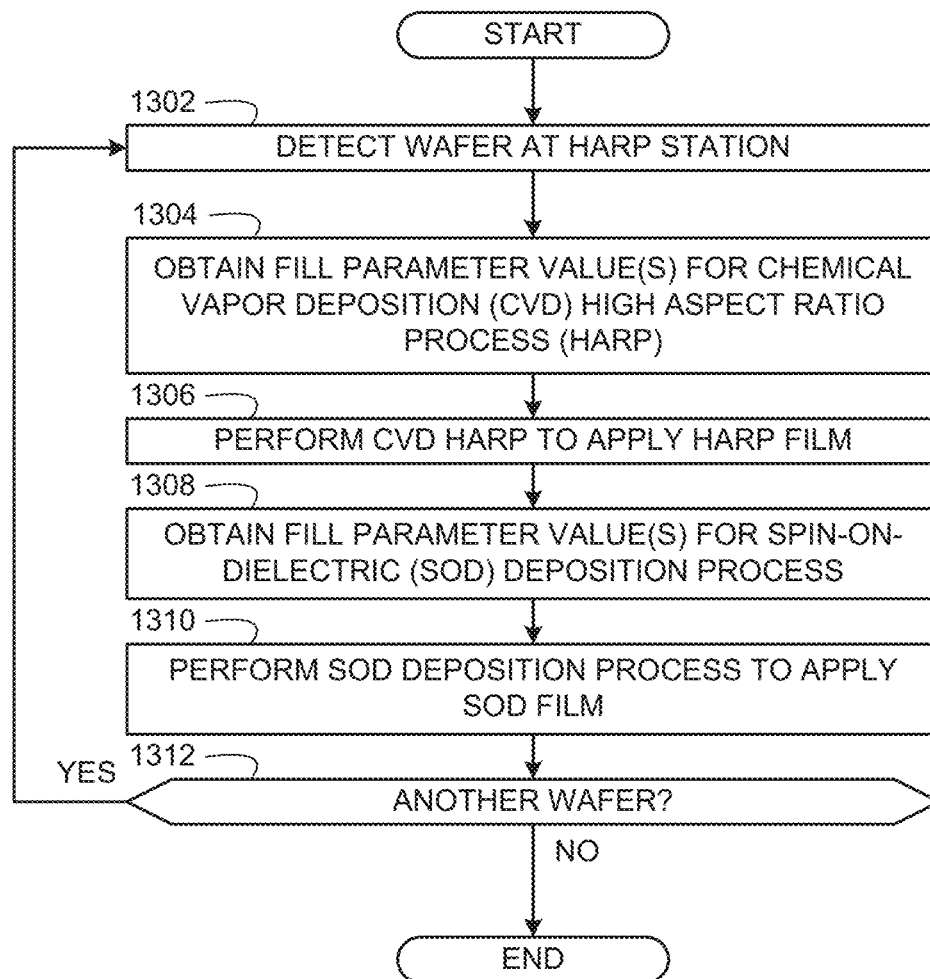 START
1302
DETECT WAFER AT HARP STATION
1304
OBTAIN FILL PARAMETER VALUE(S) FOR CHEMICAL
VAPOR DEPOSITION (CVD) HIGH ASPECT RATIO
PROCESS (HARP)
1306
PERFORM CVD HARP TO APPLY HARP FILM
1308
OBTAIN FILL PARAMETER VALUE(S) FOR SPIN-ON-
DIELECTRIC (SOD) DEPOSITION PROCESS
1310
PERFORM SOD DEPOSITION PROCESS TO APPLY
SOD FILM
1312
YES
ANOTHER WAFER?
NO
END